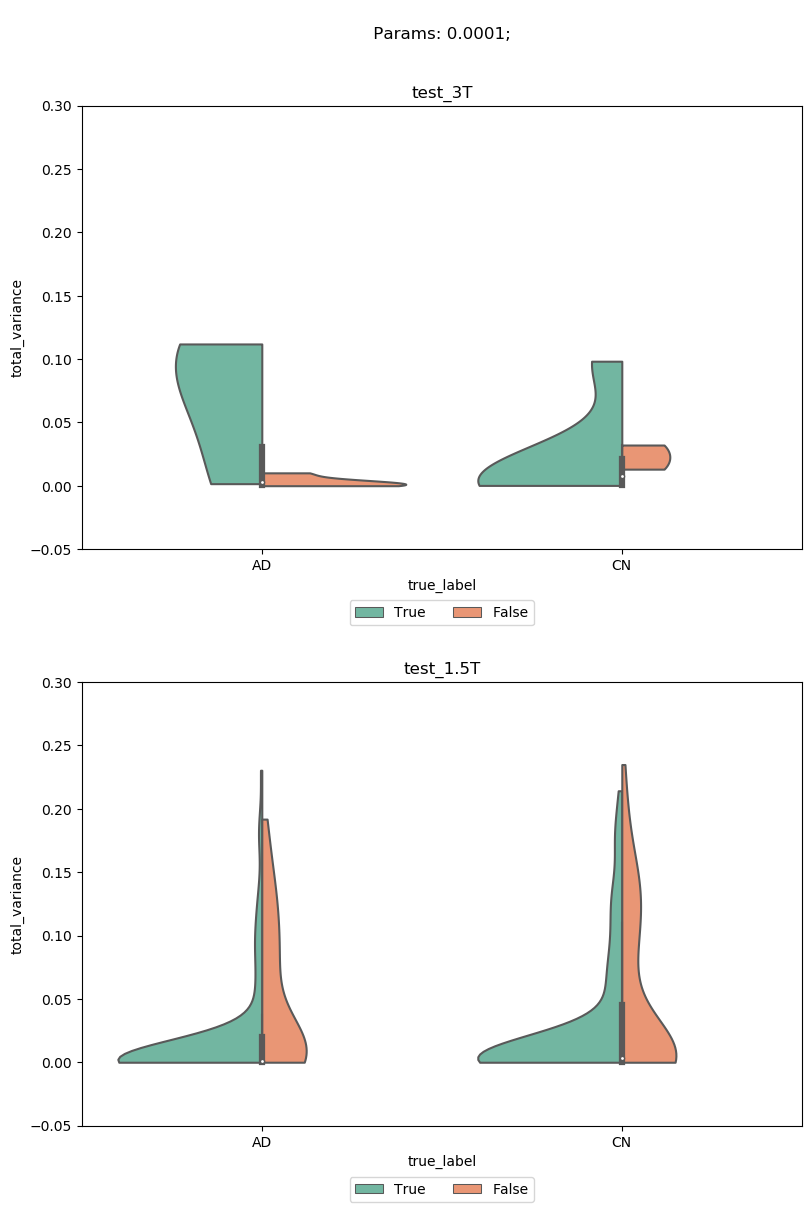 Params: 0.0001;
test_3T
0.30
0.25
0.20
0.15
0.10
0.05
0.00
−0.05
total_variance
AD CN
true_label
True False
test_1.5T
0.30
0.25
0.20
0.15
0.10
0.05
0.00
−0.05
total_variance
AD CN
true_label
True False